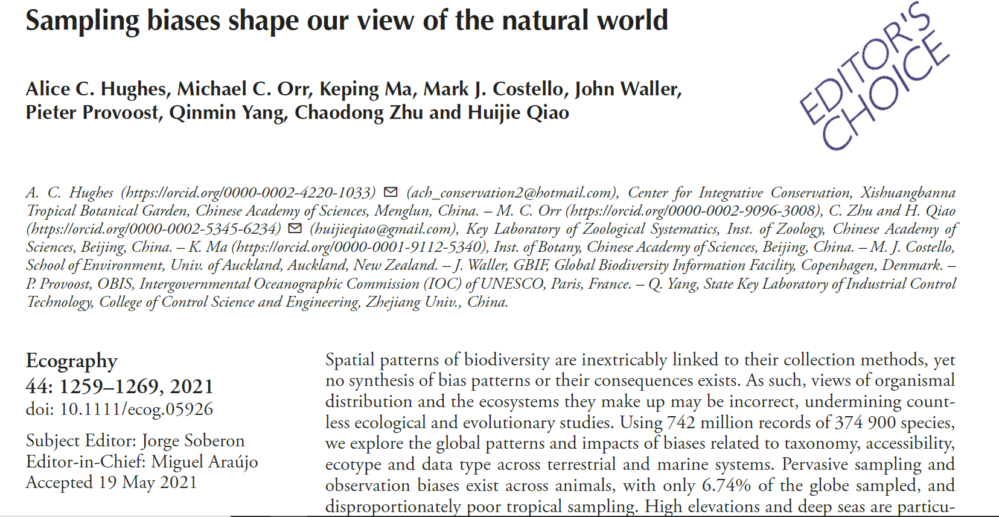 Sampling biases shape our view of the natural world
EDITOR'S
CHOICE
Alice C. Hughes, Michael C. Orr, Keping Ma, Mark J. Costello, John Waller,
Pieter Provoost, Qinmin Yang, Chaodong Zhu and Huijie Qiao
A. C. Hughes (https://orcid.org/0000-0002-4220-1033) ✉ (ach_conservation2@hotmail.com), Center for Integrative Conservation, Xishuangbanna
Tropical Botanical Garden, Chinese Academy of Sciences, Menglun, China. – M. C. Orr (https://orcid.org/0000-0002-9096-3008), C. Zhu and H. Qiao
(https://orcid.org/0000-0002-5345-6234) ✉ (huijieqiao@gmail.com), Key Laboratory of Zoological Systematics, Inst. of Zoology, Chinese Academy of
Sciences, Beijing, China. – K. Ma (https://orcid.org/0000-0001-9112-5340), Inst. of Botany, Chinese Academy of Sciences, Beijing, China. – M. J. Costello,
School of Environment, Univ. of Auckland, Auckland, New Zealand. – J. Waller, GBIF, Global Biodiversity Information Facility, Copenhagen, Denmark. –
P. Provoost, OBIS, Intergovernmental Oceanographic Commission (IOC) of UNESCO, Paris, France. – Q. Yang, State Key Laboratory of Industrial Control
Technology, College of Control Science and Engineering, Zhejiang Univ., China.
Ecography
44: 1259–1269, 2021
doi: 10.1111/ecog.05926
Subject Editor: Jorge Soberon
Editor-in-Chief: Miguel Araújo
Accepted 19 May 2021
Spatial patterns of biodiversity are inextricably linked to their collection methods, yet
no synthesis of bias patterns or their consequences exists. As such, views of organismal
distribution and the ecosystems they make up may be incorrect, undermining count-
less ecological and evolutionary studies. Using 742 million records of 374 900 species,
we explore the global patterns and impacts of biases related to taxonomy, accessibility,
ecotype and data type across terrestrial and marine systems. Pervasive sampling and
observation biases exist across animals, with only 6.74% of the globe sampled, and
disproportionately poor tropical sampling. High elevations and deep seas are particu-